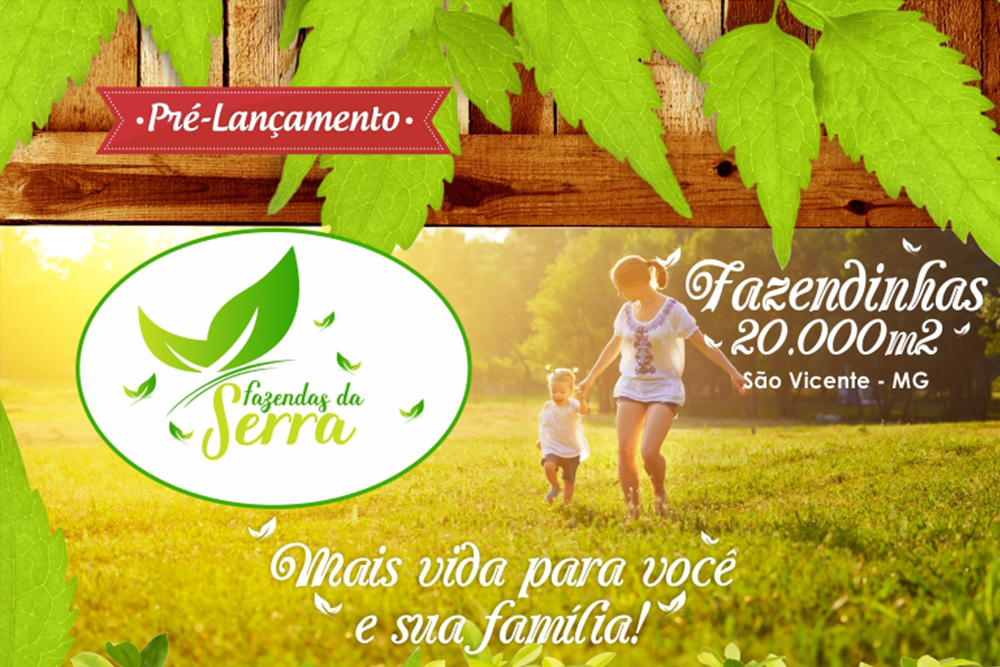 • Pré-Lançamento •
fazendas da
Serra
Fazendinhas
20.000m2
São Vicente - MG
Mais vida para você
e sua família!